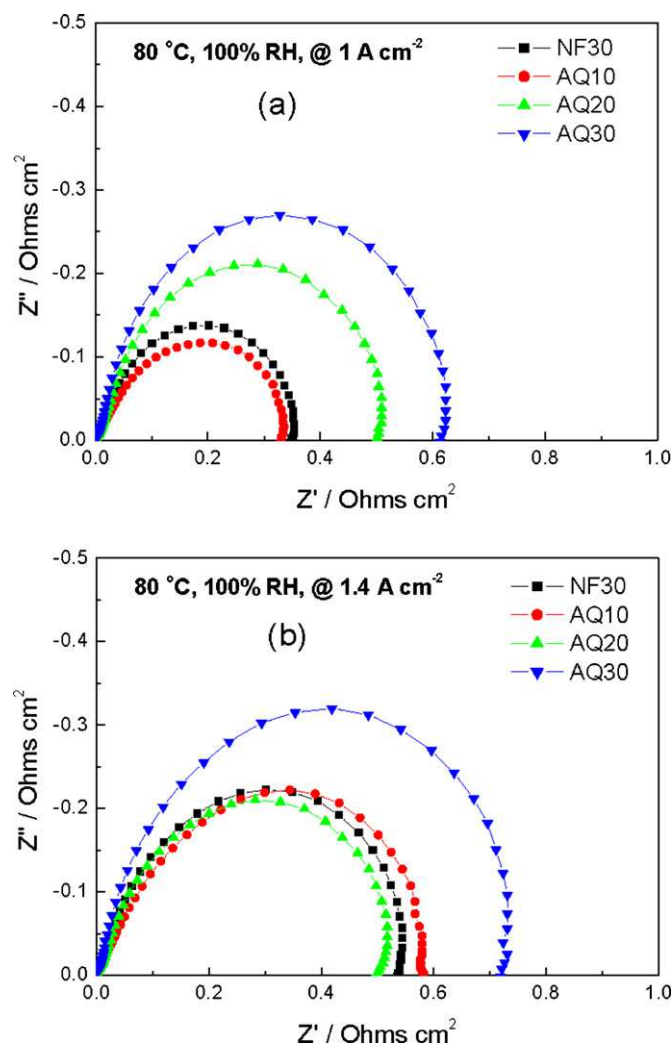 -0.5
80 °C, 100% RH, @ 1 A cm⁻²
NF30
AQ10
AQ20
AQ30
(a)
-0.4
-0.3
-0.2
-0.1
0.0
Z'' / Ohms cm²
0.0 0.2 0.4 0.6 0.8 1.0
Z' / Ohms cm²
-0.5
80 °C, 100% RH, @ 1.4 A cm⁻²
NF30
AQ10
AQ20
AQ30
(b)
-0.4
-0.3
-0.2
-0.1
0.0
Z'' / Ohms cm²
0.0 0.2 0.4 0.6 0.8 1.0
Z' / Ohms cm²